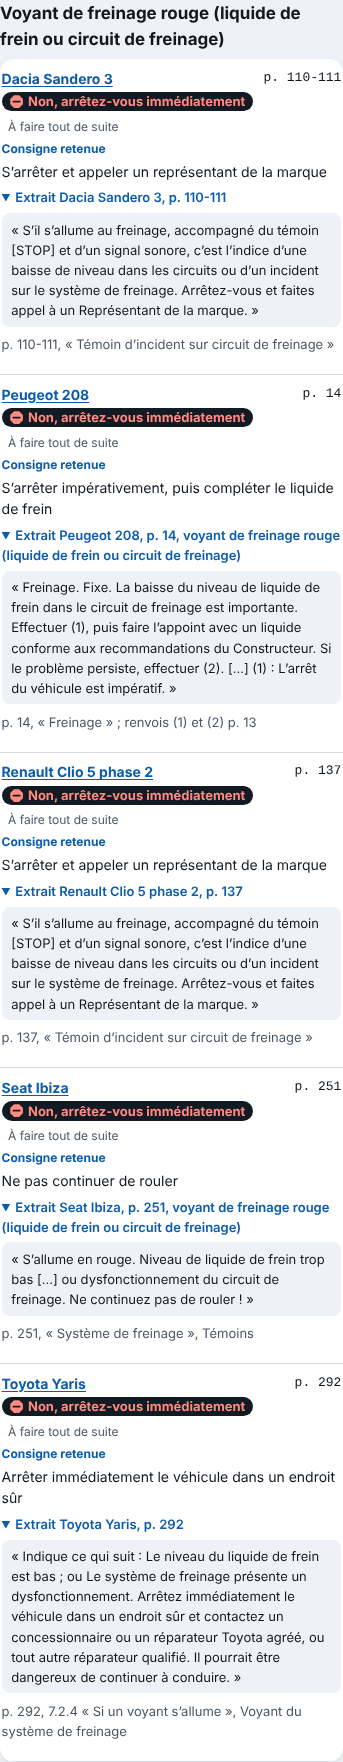 Voyant de freinage rouge (liquide de
frein ou circuit de freinage)
Dacia Sandero 3 p. 110-111
Non, arrêtez-vous immédiatement
À faire tout de suite
Consigne retenue
S’arrêter et appeler un représentant de la marque
▼ Extrait Dacia Sandero 3, p. 110-111
« S’il s’allume au freinage, accompagné du témoin
[STOP] et d’un signal sonore, c’est l’indice d’une
baisse de niveau dans les circuits ou d’un incident
sur le système de freinage. Arrêtez-vous et faites
appel à un Représentant de la marque. »
p. 110-111, « Témoin d’incident sur circuit de freinage »
Peugeot 208 p. 14
Non, arrêtez-vous immédiatement
À faire tout de suite
Consigne retenue
S’arrêter impérativement, puis compléter le liquide
de frein
▼ Extrait Peugeot 208, p. 14, voyant de freinage rouge
(liquide de frein ou circuit de freinage)
« Freinage. Fixe. La baisse du niveau de liquide de
frein dans le circuit de freinage est importante.
Effectuer (1), puis faire l’appoint avec un liquide
conforme aux recommandations du Constructeur. Si
le problème persiste, effectuer (2). […] (1) : L’arrêt
du véhicule est impératif. »
p. 14, « Freinage » ; renvois (1) et (2) p. 13
Renault Clio 5 phase 2 p. 137
Non, arrêtez-vous immédiatement
À faire tout de suite
Consigne retenue
S’arrêter et appeler un représentant de la marque
▼ Extrait Renault Clio 5 phase 2, p. 137
« S’il s’allume au freinage, accompagné du témoin
[STOP] et d’un signal sonore, c’est l’indice d’une
baisse de niveau dans les circuits ou d’un incident
sur le système de freinage. Arrêtez-vous et faites
appel à un Représentant de la marque. »
p. 137, « Témoin d’incident sur circuit de freinage »
Seat Ibiza p. 251
Non, arrêtez-vous immédiatement
À faire tout de suite
Consigne retenue
Ne pas continuer de rouler
▼ Extrait Seat Ibiza, p. 251, voyant de freinage rouge
(liquide de frein ou circuit de freinage)
« S’allume en rouge. Niveau de liquide de frein trop
bas […] ou dysfonctionnement du circuit de
freinage. Ne continuez pas de rouler ! »
p. 251, « Système de freinage », Témoins
Toyota Yaris p. 292
Non, arrêtez-vous immédiatement
À faire tout de suite
Consigne retenue
Arrêter immédiatement le véhicule dans un endroit
sûr
▼ Extrait Toyota Yaris, p. 292
« Indique ce qui suit : Le niveau du liquide de frein
est bas ; ou Le système de freinage présente un
dysfonctionnement. Arrêtez immédiatement le
véhicule dans un endroit sûr et contactez un
concessionnaire ou un réparateur Toyota agréé, ou
tout autre réparateur qualifié. Il pourrait être
dangereux de continuer à conduire. »
p. 292, 7.2.4 « Si un voyant s’allume », Voyant du
système de freinage